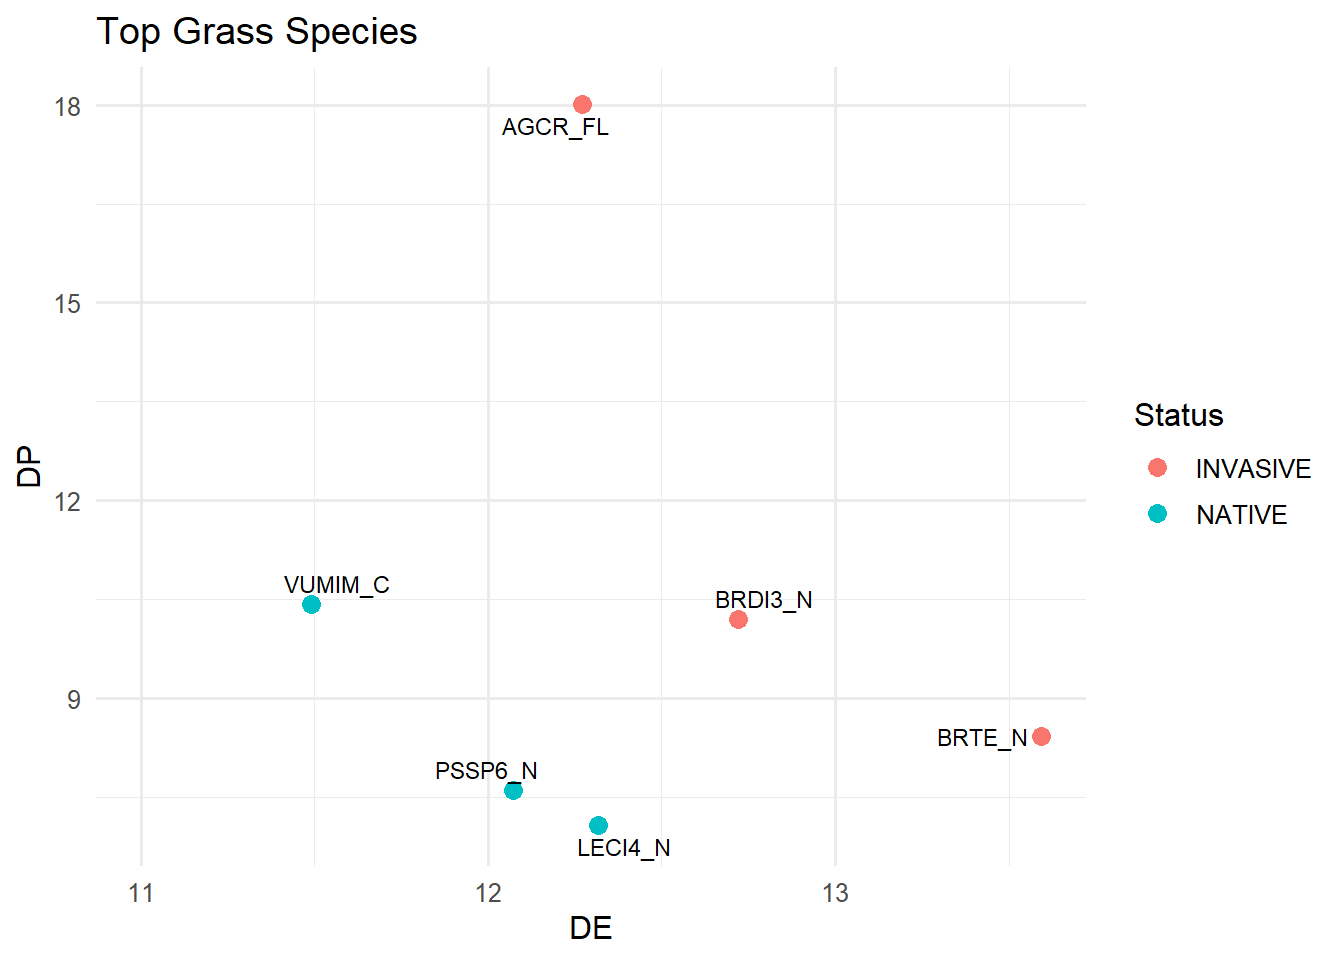 Top Grass Species
18
15
12
9
DP
AGCR_FL
VUMIM_C
BRDI3_N
BRTE_N
PSSP6_N
LECI4_N
11
12
13
DE
Status
INVASIVE
NATIVE